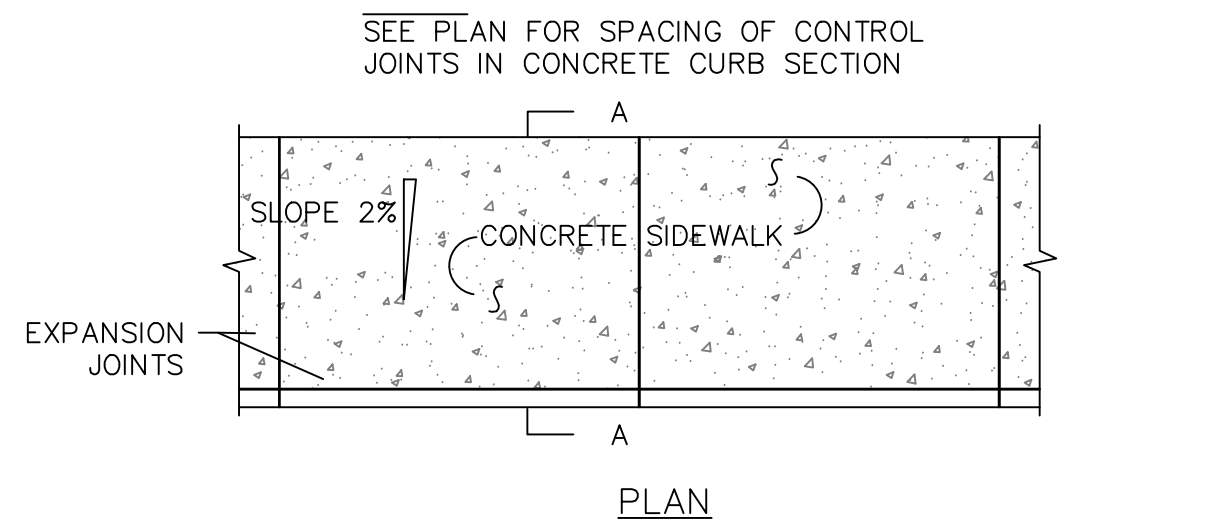 SEE PLAN FOR SPACING OF CONTROL
JOINTS IN CONCRETE CURB SECTION
A
SLOPE 2%
CONCRETE SIDEWALK
EXPANSION
JOINTS
A
PLAN